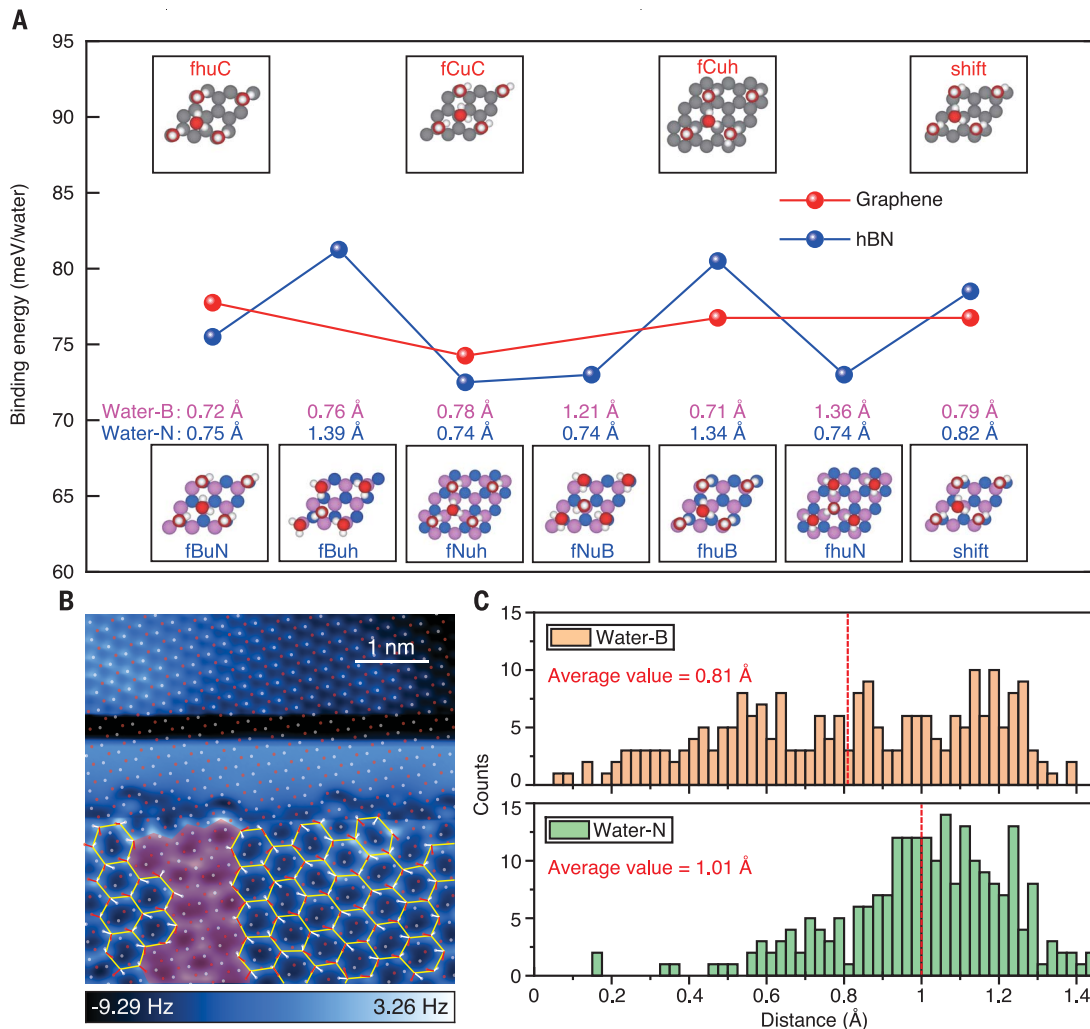 A
95
90
85
80
75
70
65
60
Binding energy (meV/water)
fhuC
fCuC
fCuh
shift
Graphene
hBN
Water-B: 0.72 Å 0.76 Å 0.78 Å 1.21 Å 0.71 Å 1.36 Å 0.79 Å
Water-N: 0.75 Å 1.39 Å 0.74 Å 0.74 Å 1.34 Å 0.74 Å 0.82 Å
fBuN
fBuh
fNuh
fNuB
fhuB
fhuN
shift
B
1 nm
-9.29 Hz
3.26 Hz
C
15
10
5
0
Water-B
Average value = 0.81 Å
Counts
15
10
5
0
Water-N
Average value = 1.01 Å
0 0.2 0.4 0.6 0.8 1 1.2 1.4
Distance (Å)